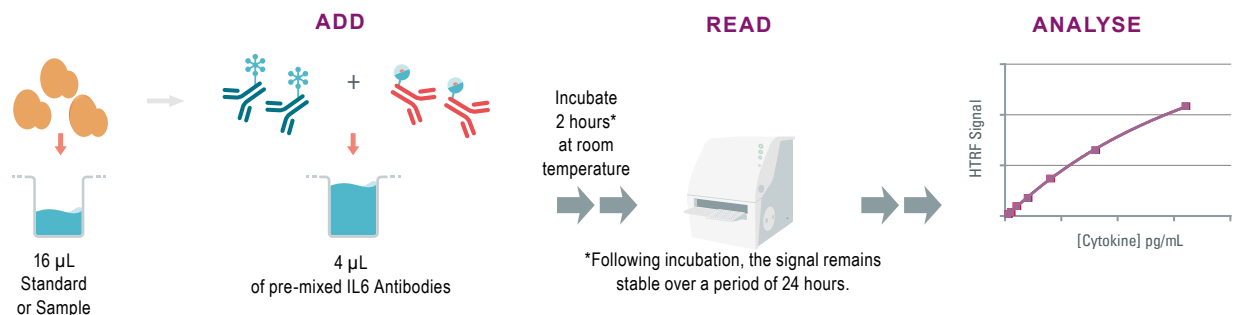 ADD
READ
ANALYSE
+
16 µL
Standard
or Sample
4 µL
of pre-mixed IL6 Antibodies
Incubate
2 hours*
at room
temperature
*Following incubation, the signal remains
stable over a period of 24 hours.
HTRF Signal
[Cytokine] pg/mL